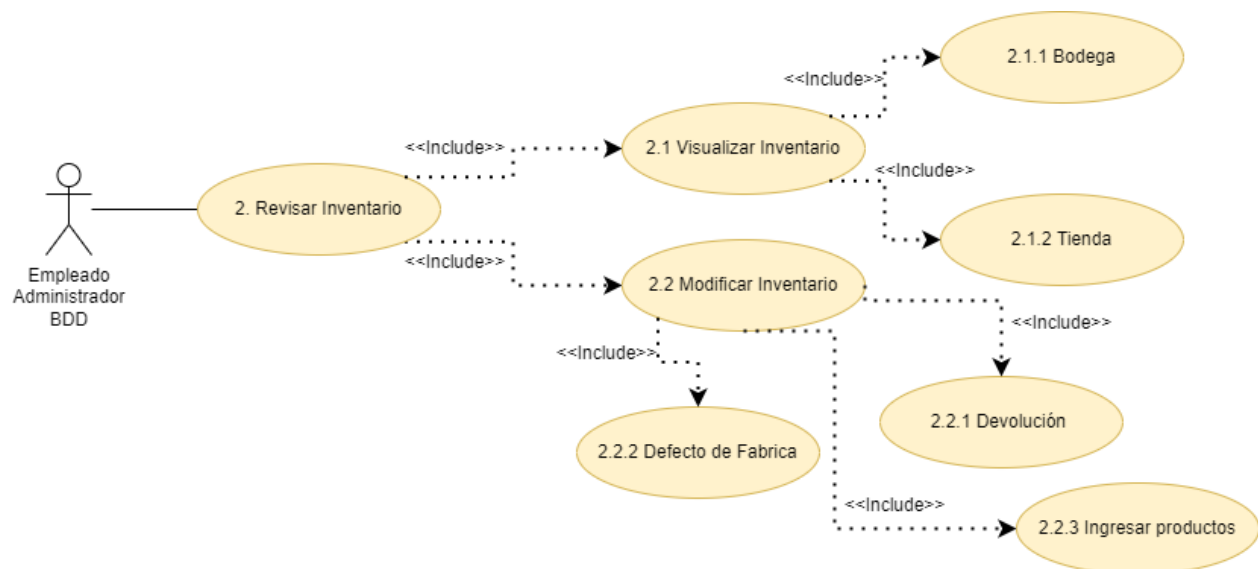 2.1.1 Bodega
<<Include>>
<<Include>>
2.1 Visualizar Inventario
<<Include>>
2. Revisar Inventario
2.1.2 Tienda
<<Include>>
Empleado
Administrador
BDD
2.2 Modificar Inventario
<<Include>>
<<Include>>
2.2.1 Devolución
2.2.2 Defecto de Fabrica
<<Include>>
2.2.3 Ingresar productos